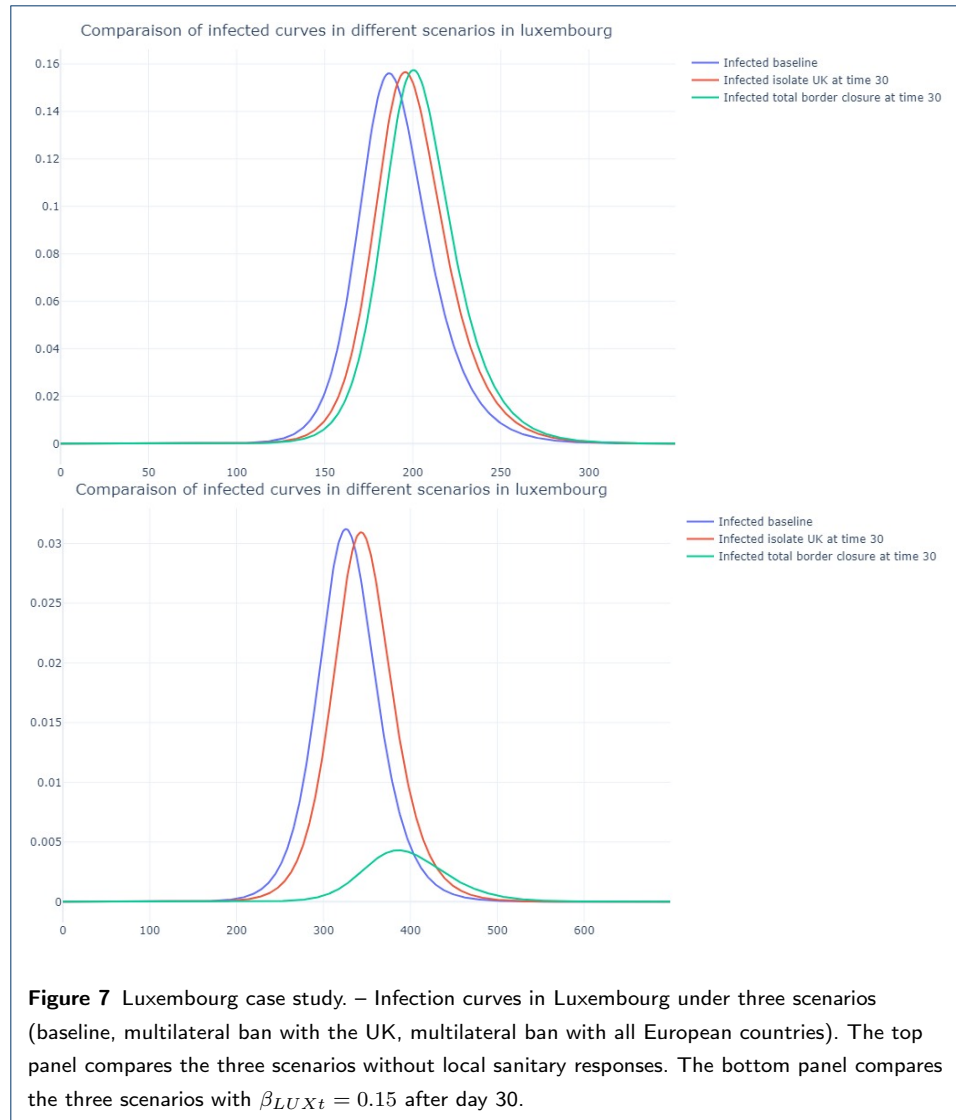 Comparaison of infected curves in different scenarios in luxembourg
Infected baseline
Infected isolate UK at time 30
Infected total border closure at time 30
0.16
0.14
0.12
0.1
0.08
0.06
0.04
0.02
0
0 50 100 150 200 250 300
Comparaison of infected curves in different scenarios in luxembourg
Infected baseline
Infected isolate UK at time 30
Infected total border closure at time 30
0.03
0.025
0.02
0.015
0.01
0.005
0
0 100 200 300 400 500 600
Figure 7 Luxembourg case study. – Infection curves in Luxembourg under three scenarios
(baseline, multilateral ban with the UK, multilateral ban with all European countries). The top
panel compares the three scenarios without local sanitary responses. The bottom panel compares
the three scenarios with β_{LUXt} = 0.15 after day 30.